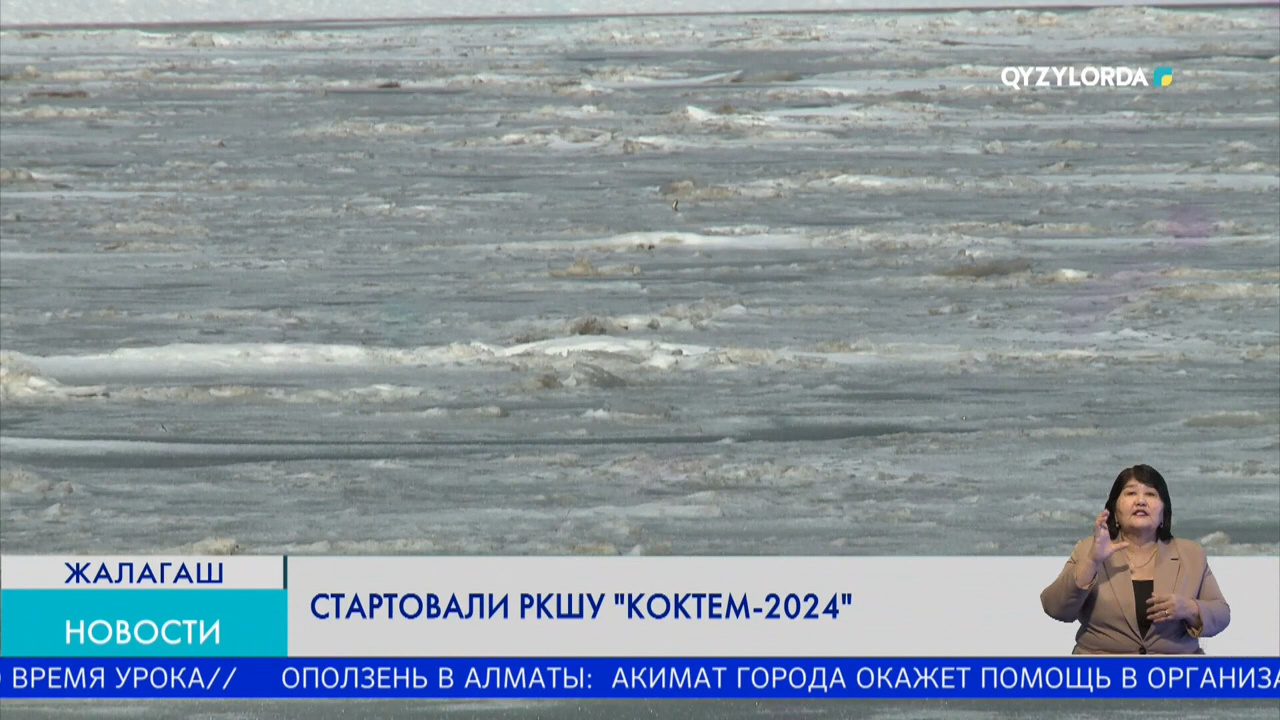 QYZYLORDA
ЖАЛАГАШ
НОВОСТИ
СТАРТОВАЛИ РКШУ "КОКТЕМ-2024"
ВРЕМЯ УРОКА// ОПОЛЗЕНЬ В АЛМАТЫ: АКИМАТ ГОРОДА ОКАЖЕТ ПОМОЩЬ В